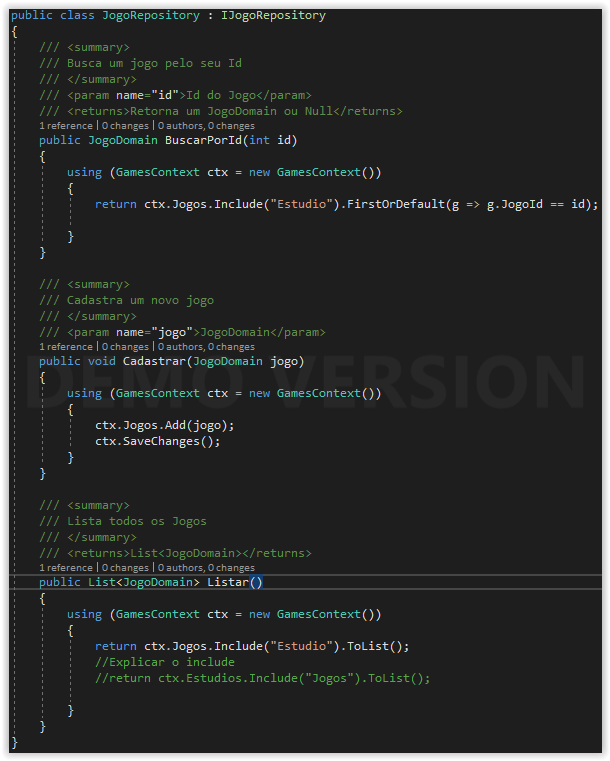 public class JogoRepository : IJogoRepository
{
/// <summary>
/// Busca um jogo pelo seu Id
/// </summary>
/// <param name="id">Id do Jogo</param>
/// <returns>Retorna um JogoDomain ou Null</returns>
1 reference | 0 changes | 0 authors, 0 changes
public JogoDomain BuscarPorId(int id)
{
using (GamesContext ctx = new GamesContext())
{
return ctx.Jogos.Include("Estudio").FirstOrDefault(g => g.JogoId == id);
}
}
/// <summary>
/// Cadastra um novo jogo
/// </summary>
/// <param name="jogo">JogoDomain</param>
1 reference | 0 changes | 0 authors, 0 changes
public void Cadastrar(JogoDomain jogo)
DEMO VERSION
{
using (GamesContext ctx = new GamesContext())
{
ctx.Jogos.Add(jogo);
ctx.SaveChanges();
}
}
/// <summary>
/// Lista todos os Jogos
/// </summary>
/// <returns>List<JogoDomain></returns>
1 reference | 0 changes | 0 authors, 0 changes
public List<JogoDomain> Listar()
{
using (GamesContext ctx = new GamesContext())
{
return ctx.Jogos.Include("Estudio").ToList();
//Explicar o include
//return ctx.Estudios.Include("Jogos").ToList();
}
}
}